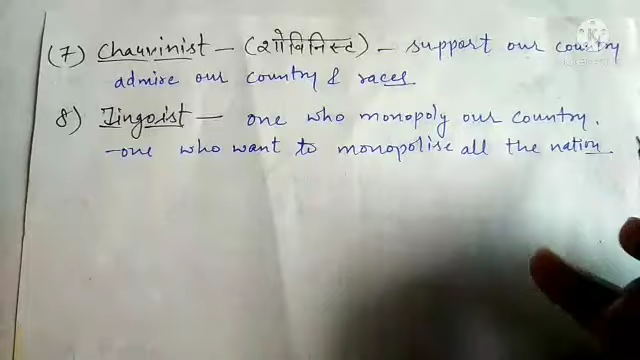 (7) Chauvinist – (शोविनिस्ट) – support our country
admire our country & races
8) Jingoist – one who monopoly our country.
– one who want to monopolise all the nation.